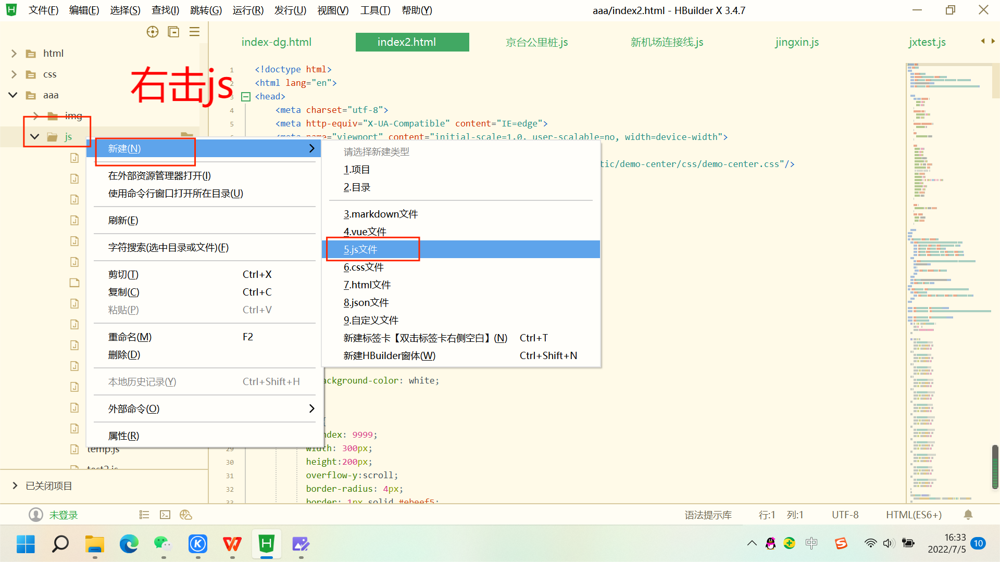 文件(F) 编辑(E) 选择(S) 查找(I) 跳转(G) 运行(R) 发行(U) 视图(V) 工具(T) 帮助(Y)
aaa/index2.html - HBuilder X 3.4.7
index-dg.html
index2.html
京台公里桩.js
新机场连接线.js
jingxin.js
jxtest.js
html
css
aaa
img
js
右击js
1 <!doctype html>
2 <html lang="en">
3 <head>
4 <meta charset="utf-8">
5 <meta http-equiv="X-UA-Compatible" content="IE=edge">
<meta name="viewport" content="initial-scale=1.0, user-scalable=no, width=device-width">
tic/demo-center/css/demo-center.css"/>
新建(N)
在外部资源管理器打开(I)
使用命令行窗口打开所在目录(U)
刷新(E)
字符搜索(选中目录或文件)(F)
剪切(T) Ctrl+X
复制(C) Ctrl+C
粘贴(P) Ctrl+V
重命名(M) F2
删除(D)
本地历史记录(Y) Ctrl+Shift+H
外部命令(O)
属性(R)
请选择新建类型
1.项目
2.目录
3.markdown文件
4.vue文件
5.js文件
6.css文件
7.html文件
8.json文件
9.自定义文件
新建标签卡【双击标签卡右侧空白】(N) Ctrl+T
新建HBuilder窗体(W) Ctrl+Shift+N
ackground-color: white;
{
ndex: 9999;
29 width: 300px;
30 height:200px;
31 overflow-y:scroll;
32 border-radius: 4px;
33 border: 1px solid #ebeef5;
temp.js
test2.js
已关闭项目
未登录
语法提示库 行:1 列:1 UTF-8 HTML(ES6+)
中
16:33
2022/7/5
10